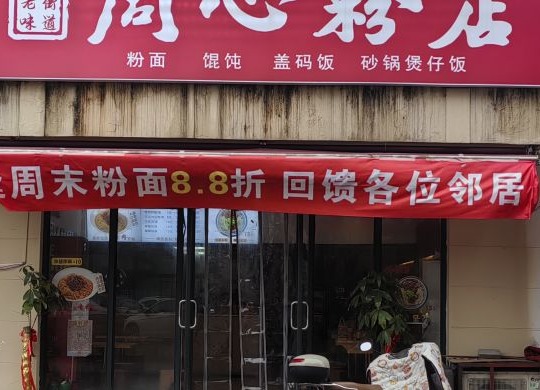 老街
味道
周心粉店
粉面 馄饨 盖码饭 砂锅煲仔饭
周末粉面8.8折 回馈各位邻居